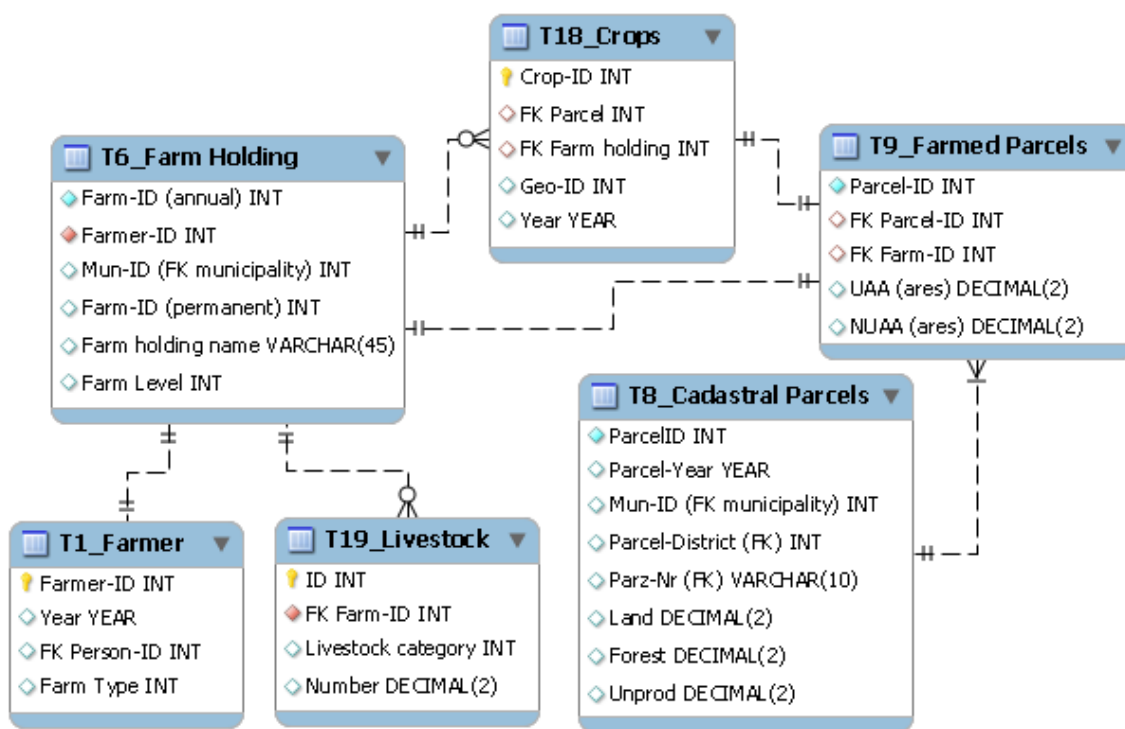 T18_Crops
Crop-ID INT
FK Parcel INT
FK Farm holding INT
Geo-ID INT
Year YEAR
T6_Farm Holding
Farm-ID (annual) INT
Farmer-ID INT
Mun-ID (FK municipality) INT
Farm-ID (permanent) INT
Farm holding name VARCHAR(45)
Farm Level INT
T9_Farmed Parcels
Parcel-ID INT
FK Parcel-ID INT
FK Farm-ID INT
UAA (ares) DECIMAL(2)
NUAA (ares) DECIMAL(2)
T8_Cadastral Parcels
ParcelID INT
Parcel-Year YEAR
Mun-ID (FK municipality) INT
Parcel-District (FK) INT
Parz-Nr (FK) VARCHAR(10)
Land DECIMAL(2)
Forest DECIMAL(2)
Unprod DECIMAL(2)
T1_Farmer
Farmer-ID INT
Year YEAR
FK Person-ID INT
Farm Type INT
T19_Livestock
ID INT
FK Farm-ID INT
Livestock category INT
Number DECIMAL(2)